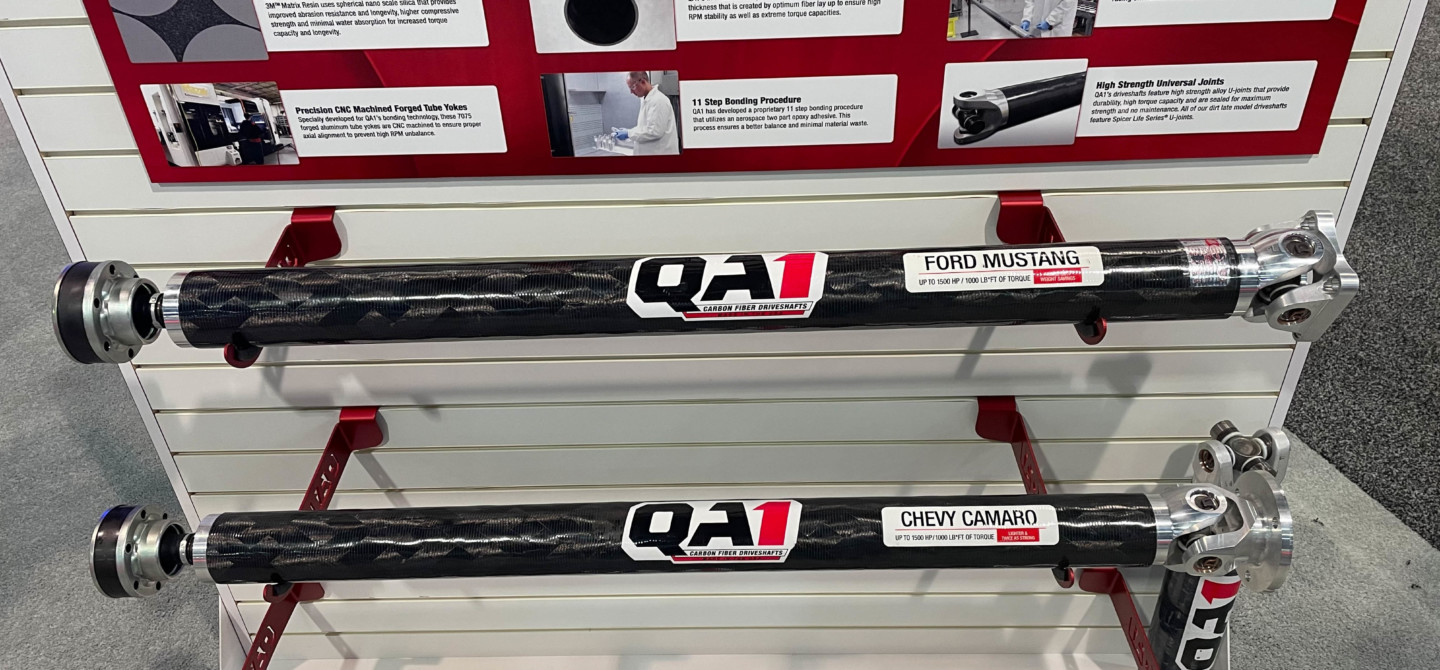 3M™ Matrix Resin uses spherical nano scale silica that provides
improved abrasion resistance and longevity, higher compressive
strength and minimal water absorption for increased torque
capacity and longevity.
thickness that is created by optimum fiber lay up to ensure high
RPM stability as well as extreme torque capacities.
Precision CNC Machined Forged Tube Yokes
Specially developed for QA1's bonding technology, these 7075
forged aluminum tube yokes are CNC machined to ensure proper
axial alignment to prevent high RPM unbalance.
11 Step Bonding Procedure
QA1 has developed a proprietary 11 step bonding procedure
that utilizes an aerospace two part epoxy adhesive. This
process ensures a better balance and minimal material waste.
High Strength Universal Joints
QA1's driveshafts feature high strength alloy U-joints that provide
durability, high torque capacity and are sealed for maximum
strength and no maintenance. All of our dirt late model driveshafts
feature Spicer Life Series® U-joints.
QA1
CARBON FIBER DRIVESHAFTS
FORD MUSTANG
UP TO 1500 HP / 1000 LB*FT OF TORQUE
WEIGHT SAVINGS
QA1
CARBON FIBER DRIVESHAFTS
CHEVY CAMARO
UP TO 1500 HP/1000 LB*FT OF TORQUE
LIGHTER &
TWICE AS STRONG